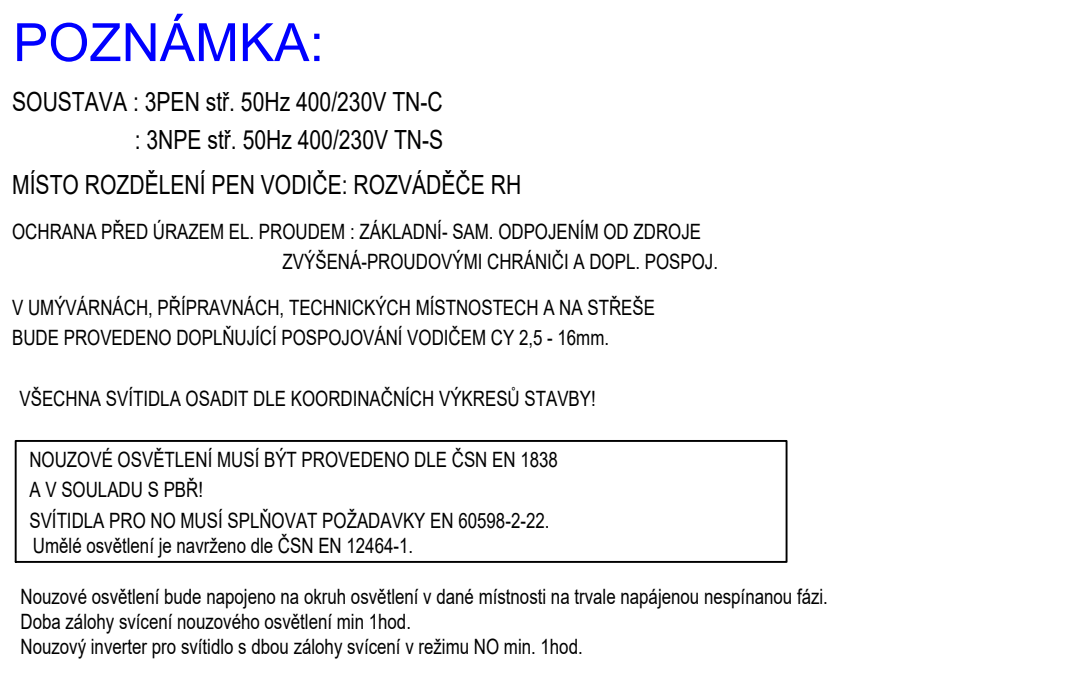 POZNÁMKA:
SOUSTAVA : 3PEN stř. 50Hz 400/230V TN-C
: 3NPE stř. 50Hz 400/230V TN-S
MÍSTO ROZDĚLENÍ PEN VODIČE: ROZVÁDĚČE RH
OCHRANA PŘED ÚRAZEM EL. PROUDEM : ZÁKLADNÍ- SAM. ODPOJENÍM OD ZDROJE
ZVÝŠENÁ-PROUDOVÝMI CHRÁNIČI A DOPL. POSPOJ.
V UMÝVÁRNÁCH, PŘÍPRAVNÁCH, TECHNICKÝCH MÍSTNOSTECH A NA STŘEŠE
BUDE PROVEDENO DOPLŇUJÍCÍ POSPOJOVÁNÍ VODIČEM CY 2,5 - 16mm.
VŠECHNA SVÍTIDLA OSADIT DLE KOORDINAČNÍCH VÝKRESŮ STAVBY!
NOUZOVÉ OSVĚTLENÍ MUSÍ BÝT PROVEDENO DLE ČSN EN 1838
A V SOULADU S PBŘ!
SVÍTIDLA PRO NO MUSÍ SPLŇOVAT POŽADAVKY EN 60598-2-22.
Umělé osvětlení je navrženo dle ČSN EN 12464-1.
Nouzové osvětlení bude napojeno na okruh osvětlení v dané místnosti na trvale napájenou nespínanou fázi.
Doba zálohy svícení nouzového osvětlení min 1hod.
Nouzový inverter pro svítidlo s dbou zálohy svícení v režimu NO min. 1hod.